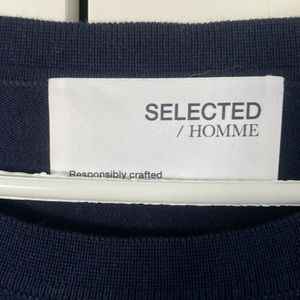 SELECTED
/ HOMME
Responsibly crafted